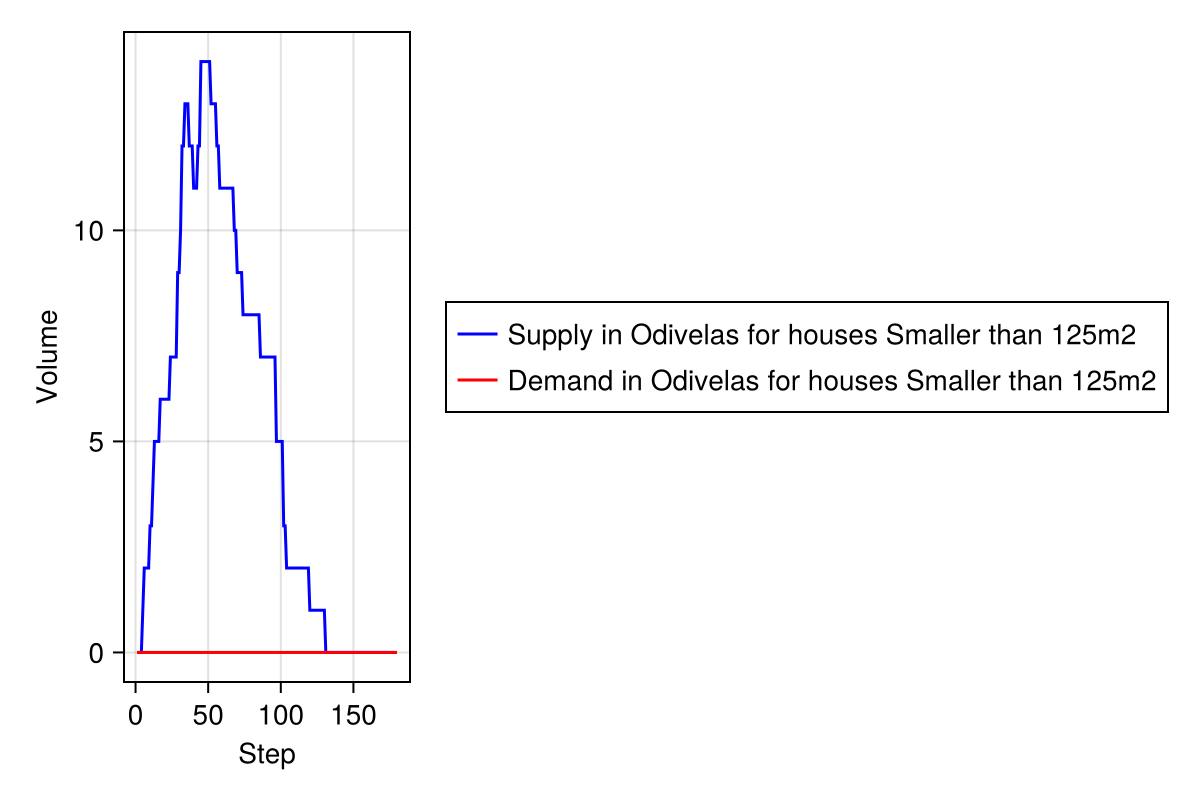 Volume
10
5
0
0 50 100 150
Step
Supply in Odivelas for houses Smaller than 125m2
Demand in Odivelas for houses Smaller than 125m2